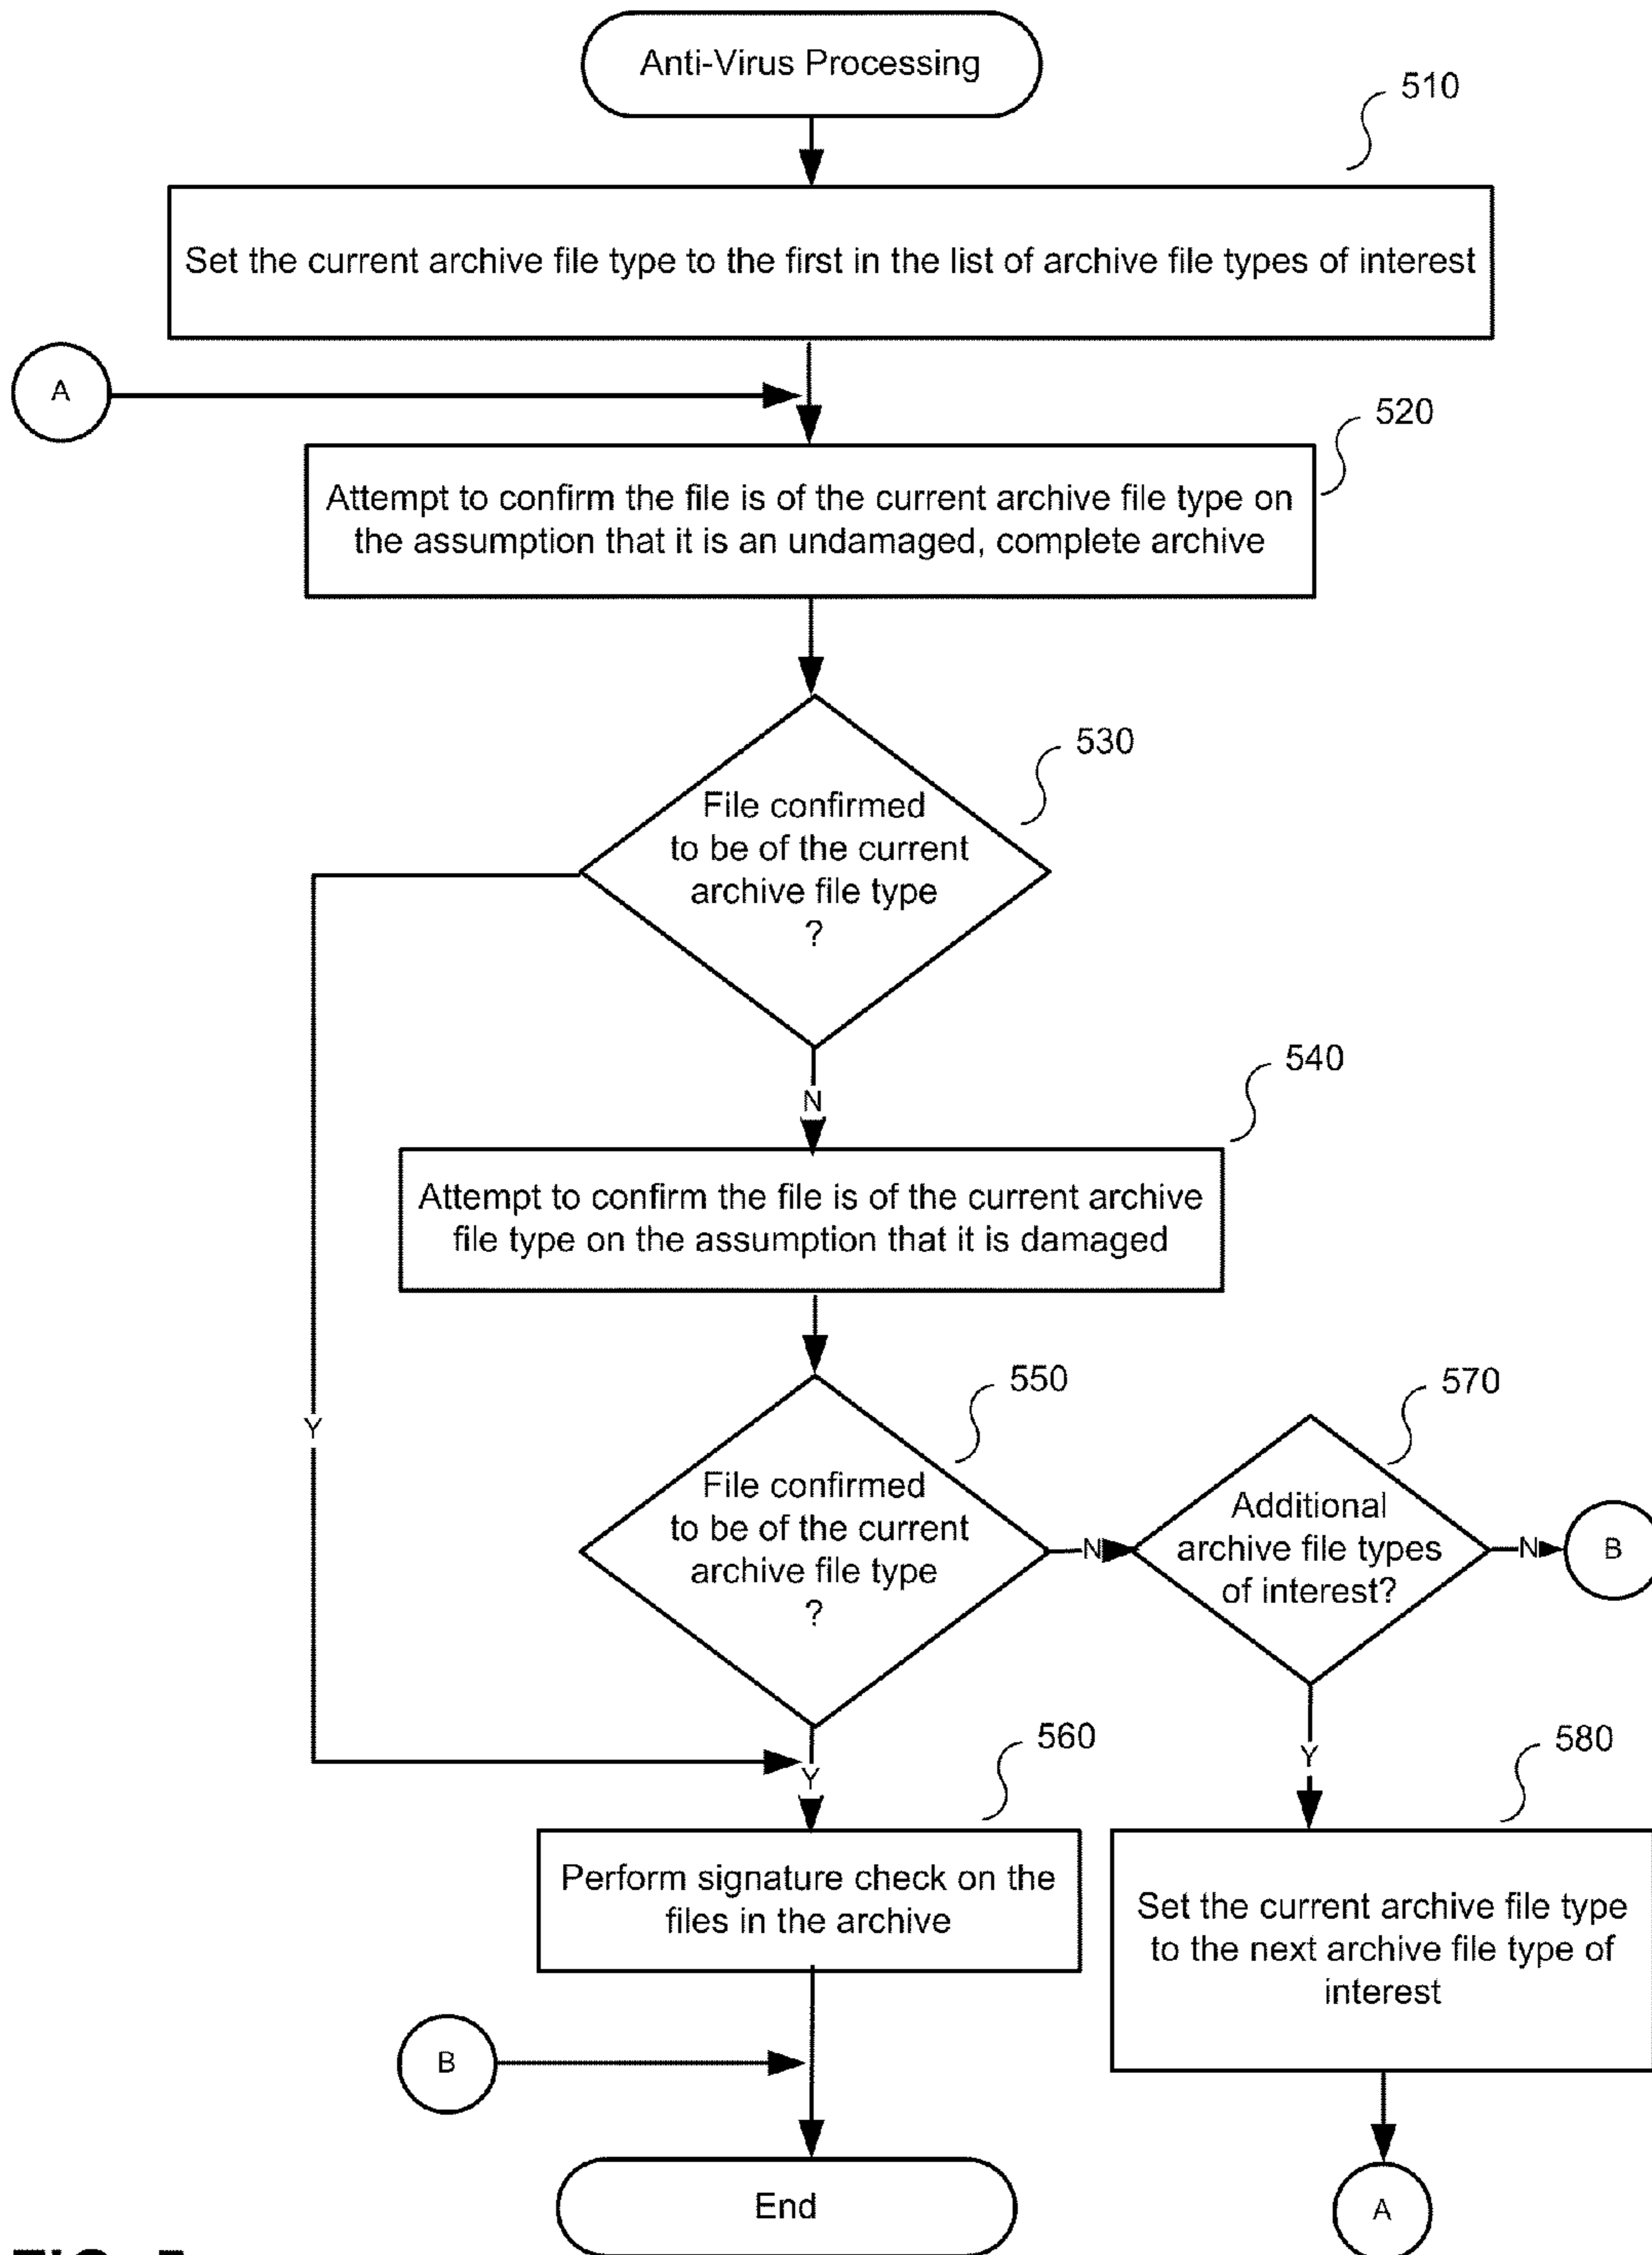 Anti-Virus Processing
510
Set the current archive file type to the first in the list of archive file types of interest
A
520
Attempt to confirm the file is of the current archive file type on
the assumption that it is an undamaged, complete archive
530
File confirmed
to be of the current
archive file type
?
N
540
Attempt to confirm the file is of the current archive
file type on the assumption that it is damaged
Y
550
File confirmed
to be of the current
archive file type
?
N
570
Additional
archive file types
of interest?
N
B
Y
560
Perform signature check on the
files in the archive
Y
580
Set the current archive file type
to the next archive file type of
interest
B
End
A